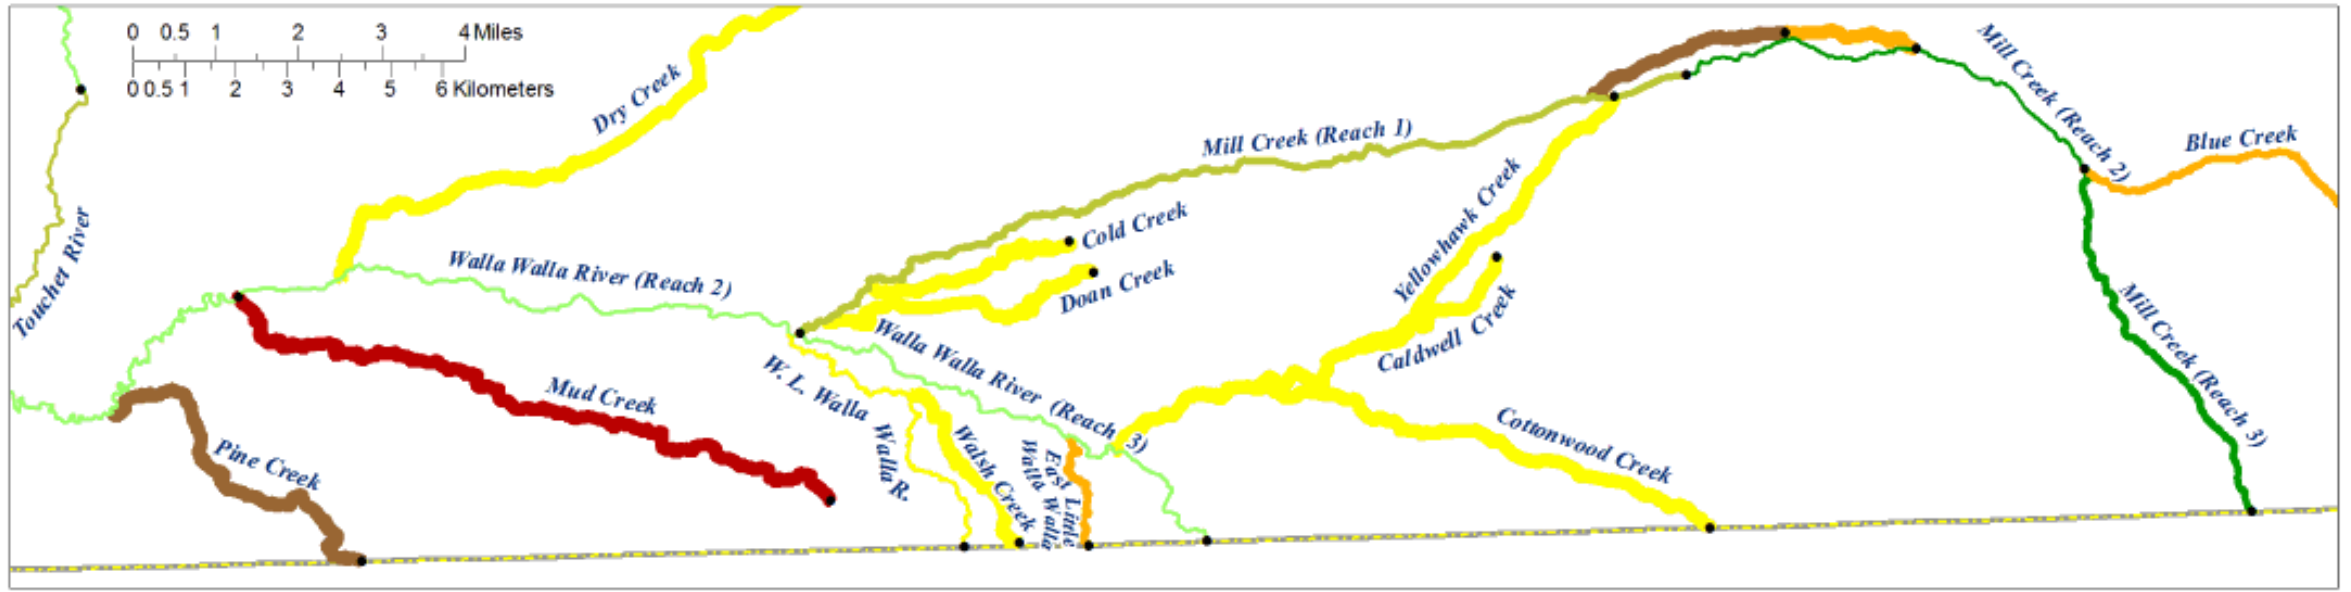 0 0.5 1 2 3 4 Miles
0 0.5 1 2 3 4 5 6 Kilometers
Dry Creek
Touchet River
Walla Walla River (Reach 2)
Mill Creek (Reach 1)
Mill Creek (Reach 2)
Blue Creek
Cold Creek
Doan Creek
Yellowhawk Creek
Caldwell Creek
Mill Creek (Reach 3)
Walla Walla River (Reach 3)
W. L. Walla Walla R.
Mud Creek
Pine Creek
Walsh Creek
East Little
Walla Walla
Cottonwood Creek